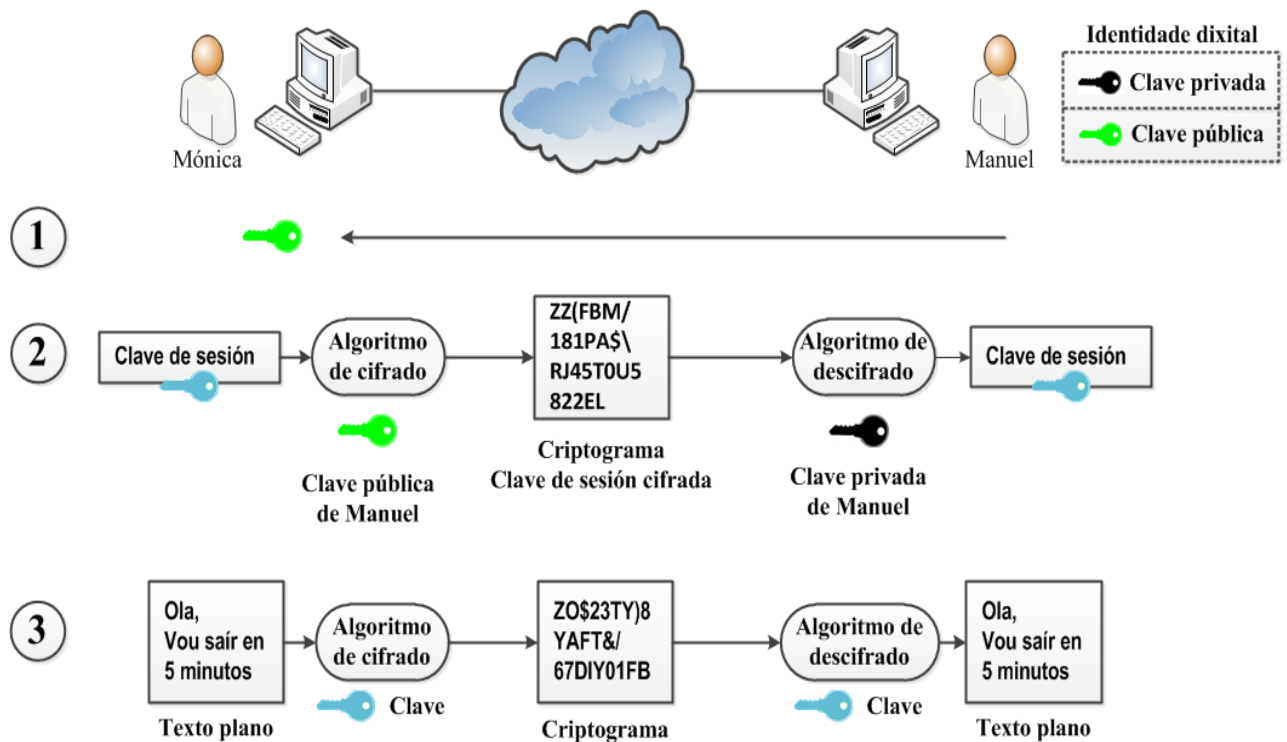 Identidade dixital
Clave privada
Clave pública
Mónica
Manuel
1
2
Clave de sesión
Algoritmo
de cifrado
ZZ(FBM/
181PA$\
RJ45T0U5
822EL
Algoritmo de
descifrado
Clave de sesión
Clave pública
de Manuel
Criptograma
Clave de sesión cifrada
Clave privada
de Manuel
3
Ola,
Vou saír en
5 minutos
Algoritmo
de cifrado
ZO$23TY)8
YAFT&/
67DIY01FB
Algoritmo de
descifrado
Ola,
Vou saír en
5 minutos
Texto plano
Clave
Criptograma
Clave
Texto plano